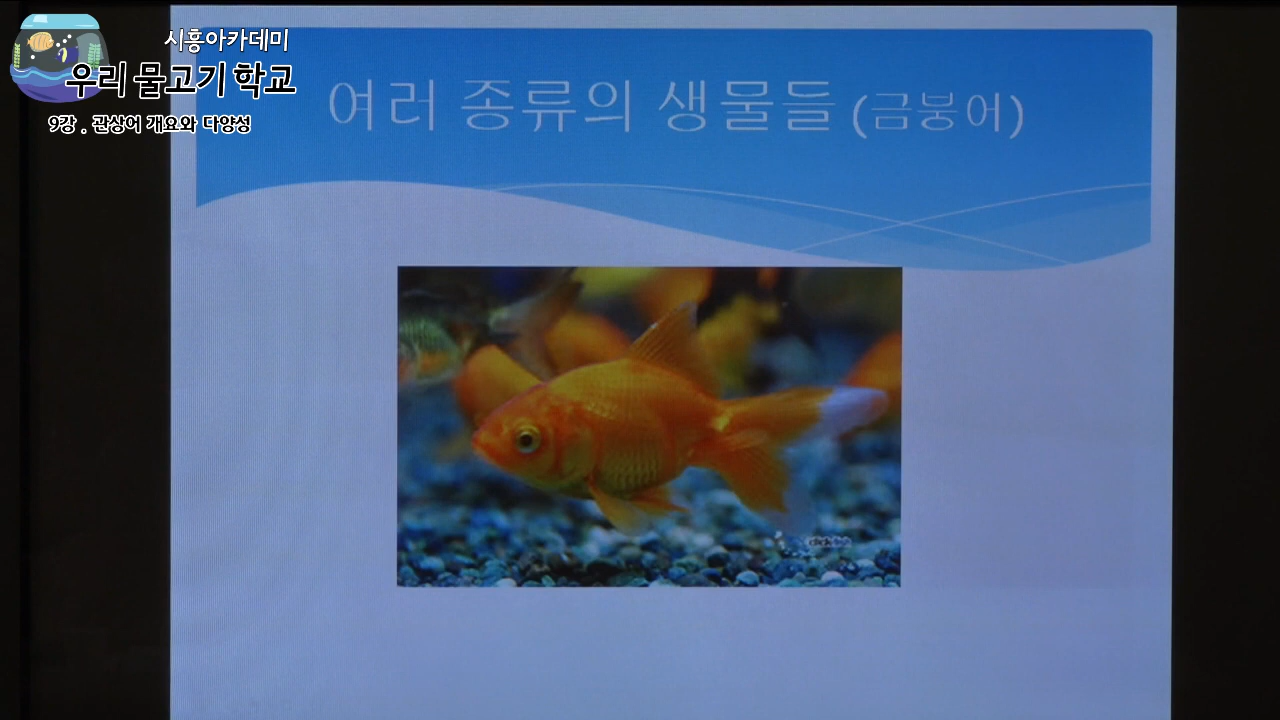 시흥아카데미
우리 물고기 학교
9강 . 관상어 개요와 다양성
여러 종류의 생물들 (금붕어)